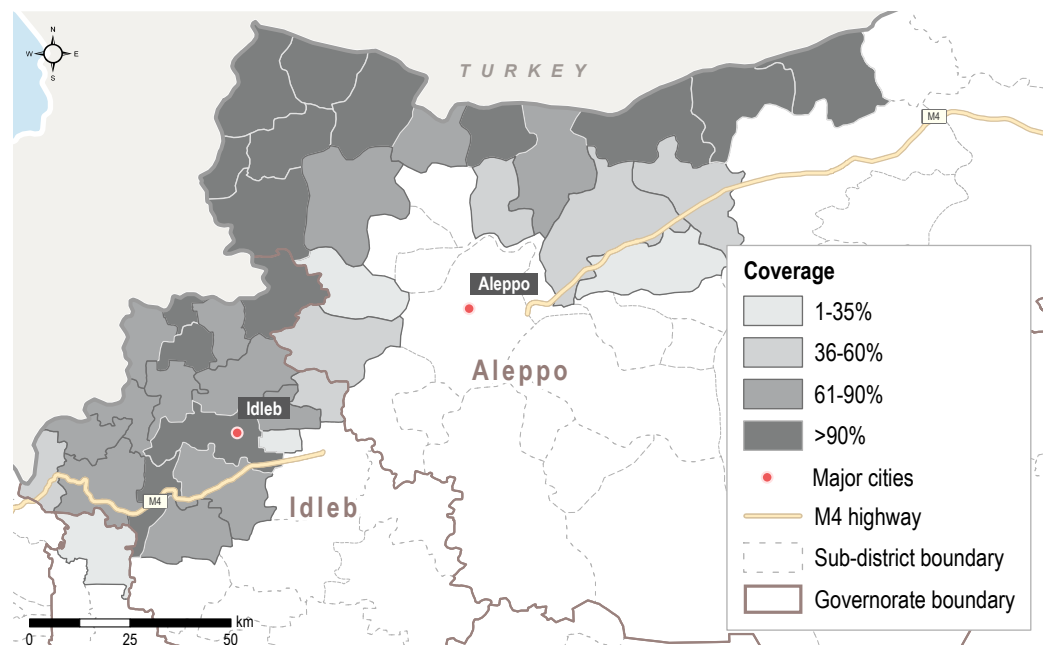 N
W E
S
TURKEY
M4
Aleppo
Aleppo
Idleb
M4
Idleb
Coverage
1-35%
36-60%
61-90%
>90%
Major cities
M4 highway
Sub-district boundary
Governorate boundary
km
0 25 50